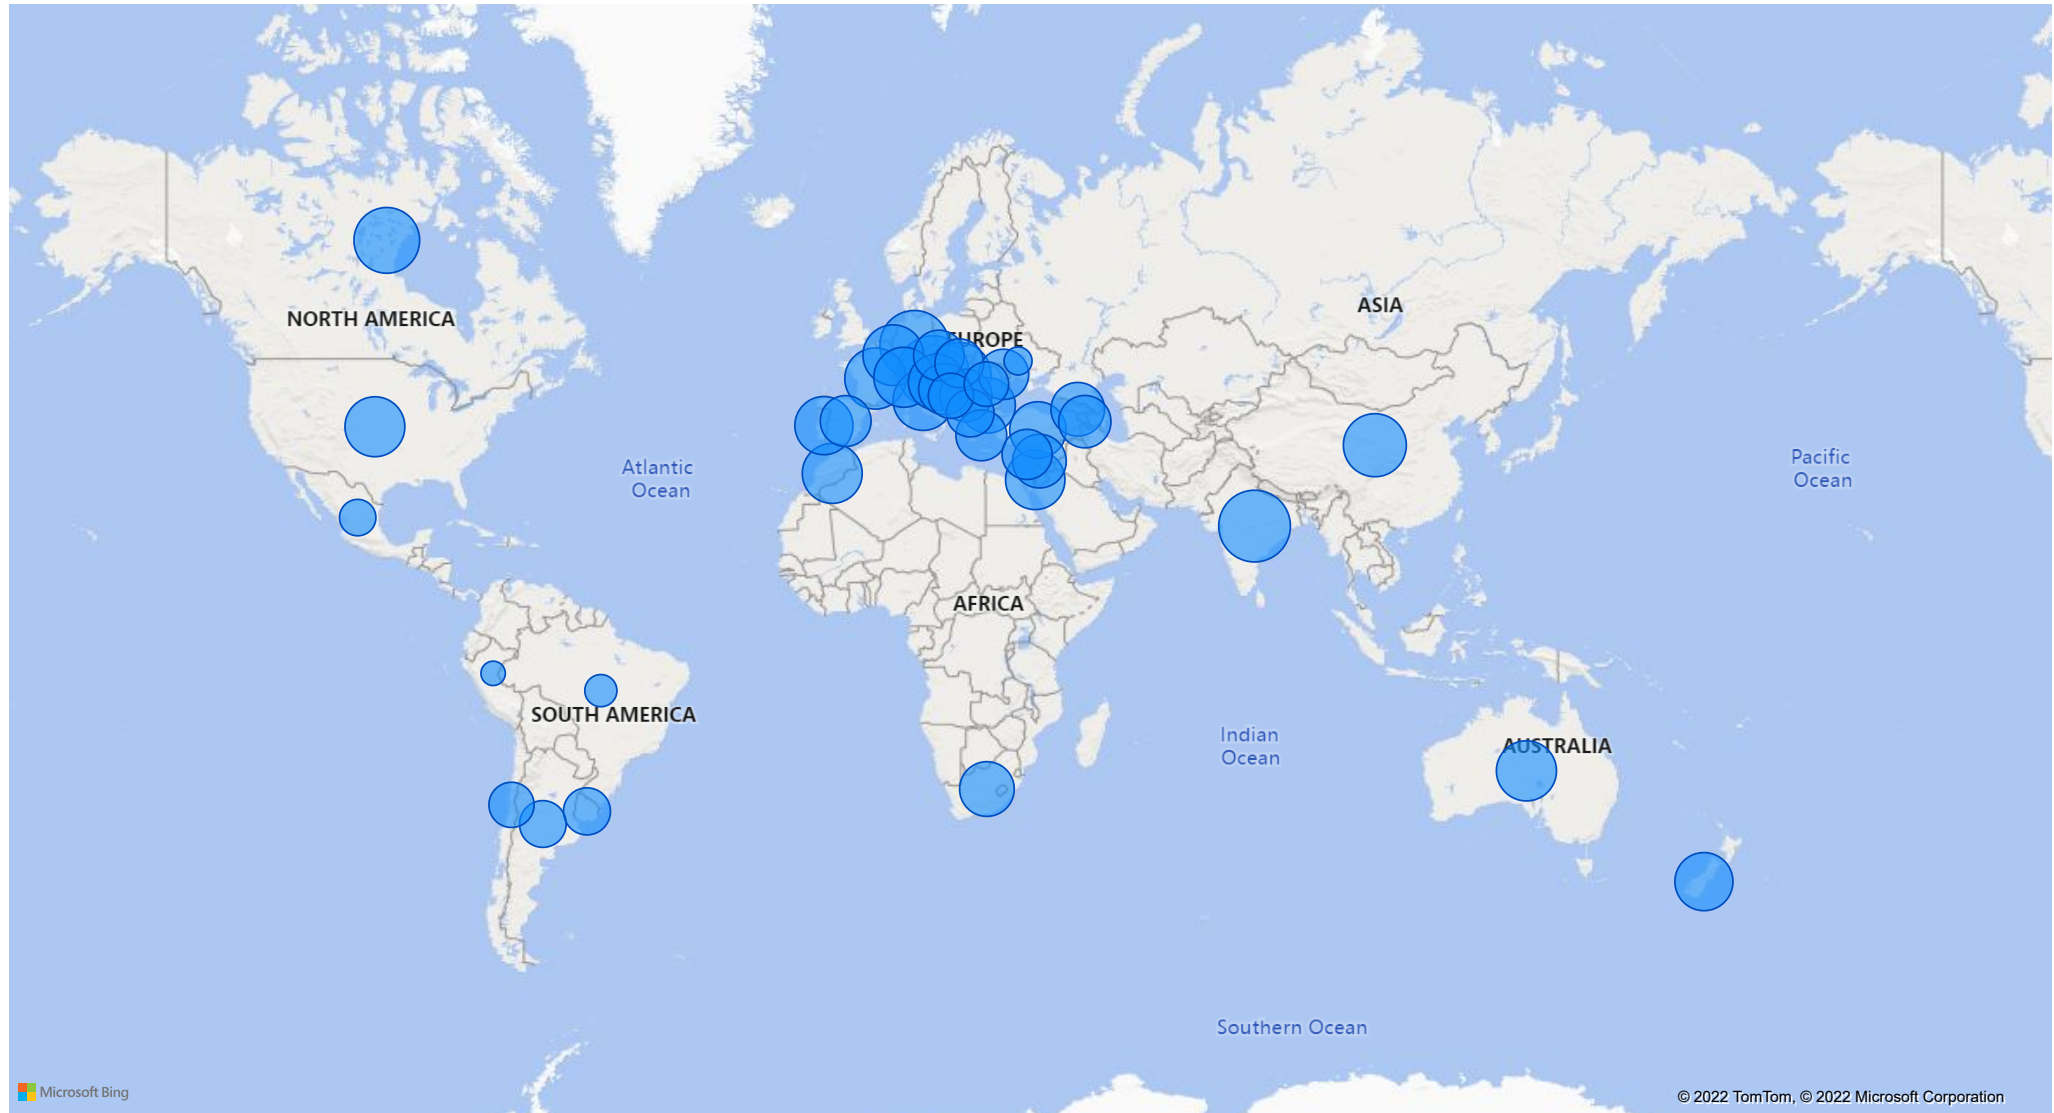 ASIA
NORTH AMERICA
EUROPE
Atlantic
Ocean
Pacific
Ocean
AFRICA
SOUTH AMERICA
Indian
Ocean
AUSTRALIA
Southern Ocean
Microsoft Bing
© 2022 TomTom, © 2022 Microsoft Corporation